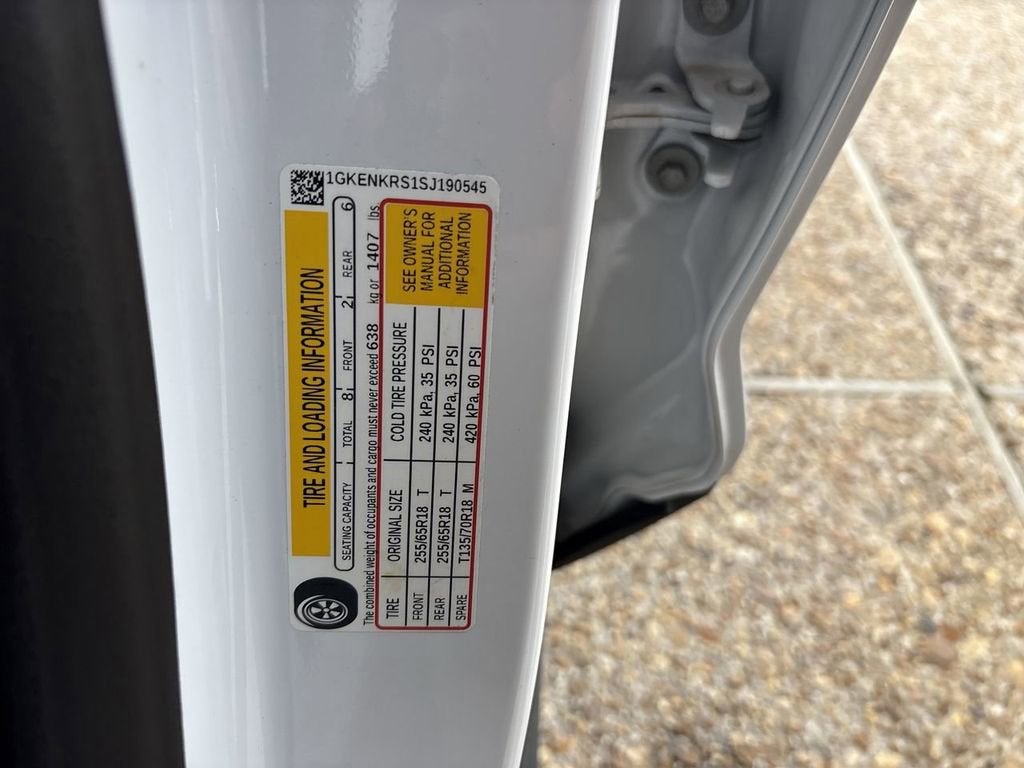 1GKENKRS1SJ190545
TIRE AND LOADING INFORMATION
SEATING CAPACITY TOTAL 8 FRONT 2 REAR 6
The combined weight of occupants and cargo must never exceed 638 kg or 1407 lbs.
TIRE ORIGINAL SIZE COLD TIRE PRESSURE
FRONT 255/65R18 T 240 kPa, 35 PSI
REAR 255/65R18 T 240 kPa, 35 PSI
SPARE T135/70R18 M 420 kPa, 60 PSI
SEE OWNER'S
MANUAL FOR
ADDITIONAL
INFORMATION